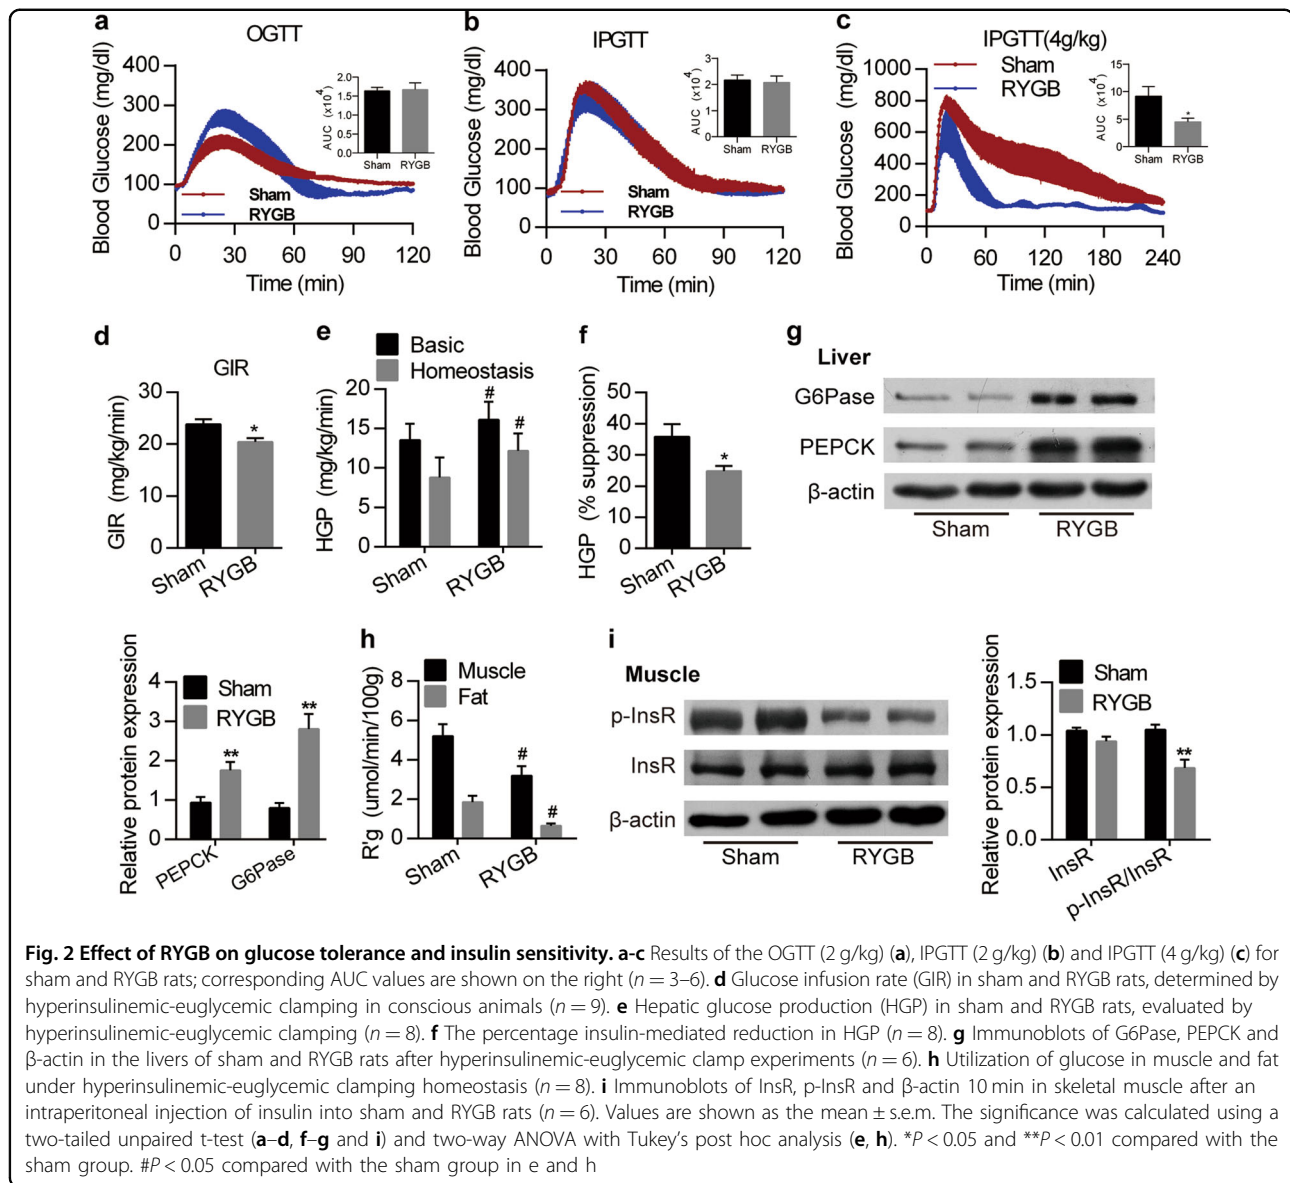 a
OGTT
Blood Glucose (mg/dl)
400
300
200
100
0
0 30 60 90 120
Time (min)
Sham
RYGB
AUC (x10⁴)
2.0
1.5
1.0
0.5
0.0
Sham RYGB
b
IPGTT
Blood Glucose (mg/dl)
400
300
200
100
0
0 30 60 90 120
Time (min)
Sham
RYGB
AUC (x10⁴)
3
2
1
0
Sham RYGB
c
IPGTT(4g/kg)
Sham
RYGB
Blood Glucose (mg/dl)
1000
800
600
400
200
0
0 60 120 180 240
Time (min)
AUC (x10⁴)
15
10
5
0
*
Sham RYGB
d
GIR
GIR (mg/kg/min)
30
20
10
0
*
Sham RYGB
e
Basic
Homeostasis
HGP (mg/kg/min)
20
15
10
5
0
# #
Sham RYGB
f
HGP (% suppression)
50
40
30
20
10
0
*
Sham RYGB
g
Liver
G6Pase
PEPCK
β-actin
Sham RYGB
Relative protein expression
4
3
2
1
0
Sham
RYGB
** **
PEPCK G6Pase
h
Muscle
Fat
R'g (umol/min/100g)
8
6
4
2
0
# #
Sham RYGB
i
Muscle
p-InsR
InsR
β-actin
Sham RYGB
Relative protein expression
1.5
1.0
0.5
0.0
Sham
RYGB
**
InsR p-InsR/InsR
Fig. 2 Effect of RYGB on glucose tolerance and insulin sensitivity. a-c Results of the OGTT (2 g/kg) (a), IPGTT (2 g/kg) (b) and IPGTT (4 g/kg) (c) for
sham and RYGB rats; corresponding AUC values are shown on the right (n = 3–6). d Glucose infusion rate (GIR) in sham and RYGB rats, determined by
hyperinsulinemic-euglycemic clamping in conscious animals (n = 9). e Hepatic glucose production (HGP) in sham and RYGB rats, evaluated by
hyperinsulinemic-euglycemic clamping (n = 8). f The percentage insulin-mediated reduction in HGP (n = 8). g Immunoblots of G6Pase, PEPCK and
β-actin in the livers of sham and RYGB rats after hyperinsulinemic-euglycemic clamp experiments (n = 6). h Utilization of glucose in muscle and fat
under hyperinsulinemic-euglycemic clamping homeostasis (n = 8). i Immunoblots of InsR, p-InsR and β-actin 10 min in skeletal muscle after an
intraperitoneal injection of insulin into sham and RYGB rats (n = 6). Values are shown as the mean ± s.e.m. The significance was calculated using a
two-tailed unpaired t-test (a–d, f–g and i) and two-way ANOVA with Tukey's post hoc analysis (e, h). *P < 0.05 and **P < 0.01 compared with the
sham group. #P < 0.05 compared with the sham group in e and h